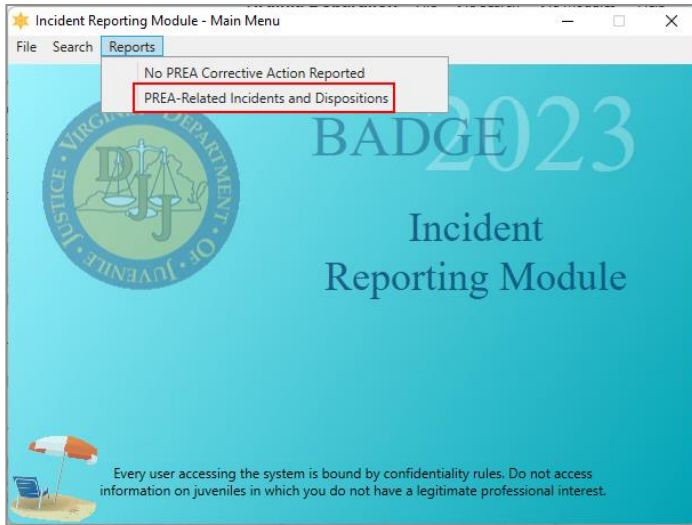 Incident Reporting Module - Main Menu
File Search Reports
No PREA Corrective Action Reported
PREA-Related Incidents and Dispositions
VIRGINIA DEPARTMENT OF JUVENILE JUSTICE
DJJ
BADGE 2023
Incident
Reporting Module
Every user accessing the system is bound by confidentiality rules. Do not access
information on juveniles in which you do not have a legitimate professional interest.